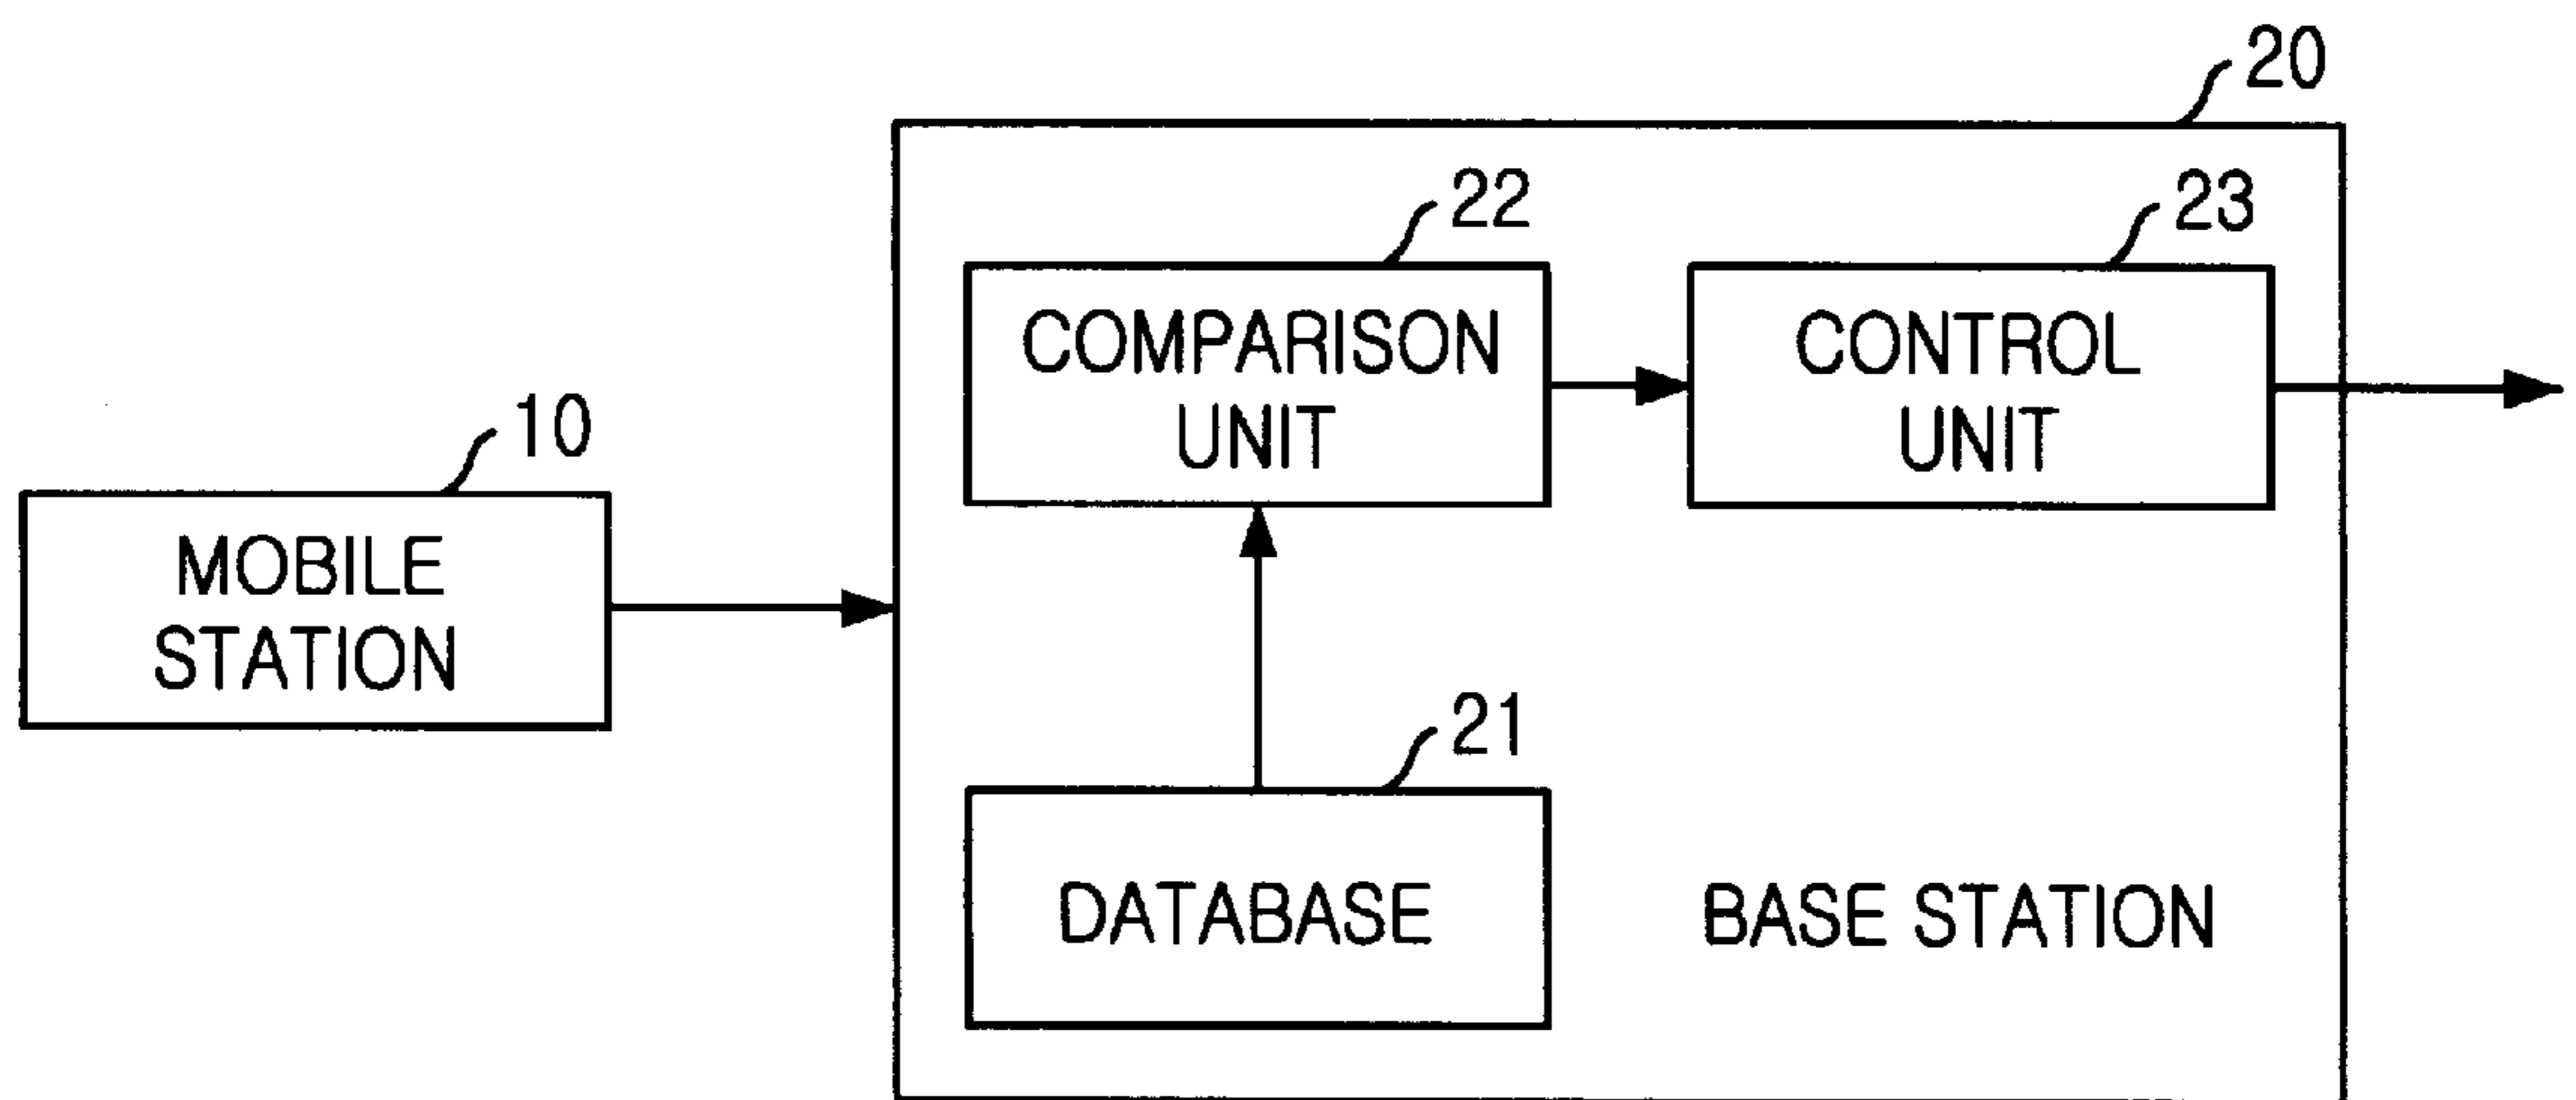 20
22
23
COMPARISON
UNIT
CONTROL
UNIT
10
MOBILE
STATION
21
DATABASE
BASE STATION